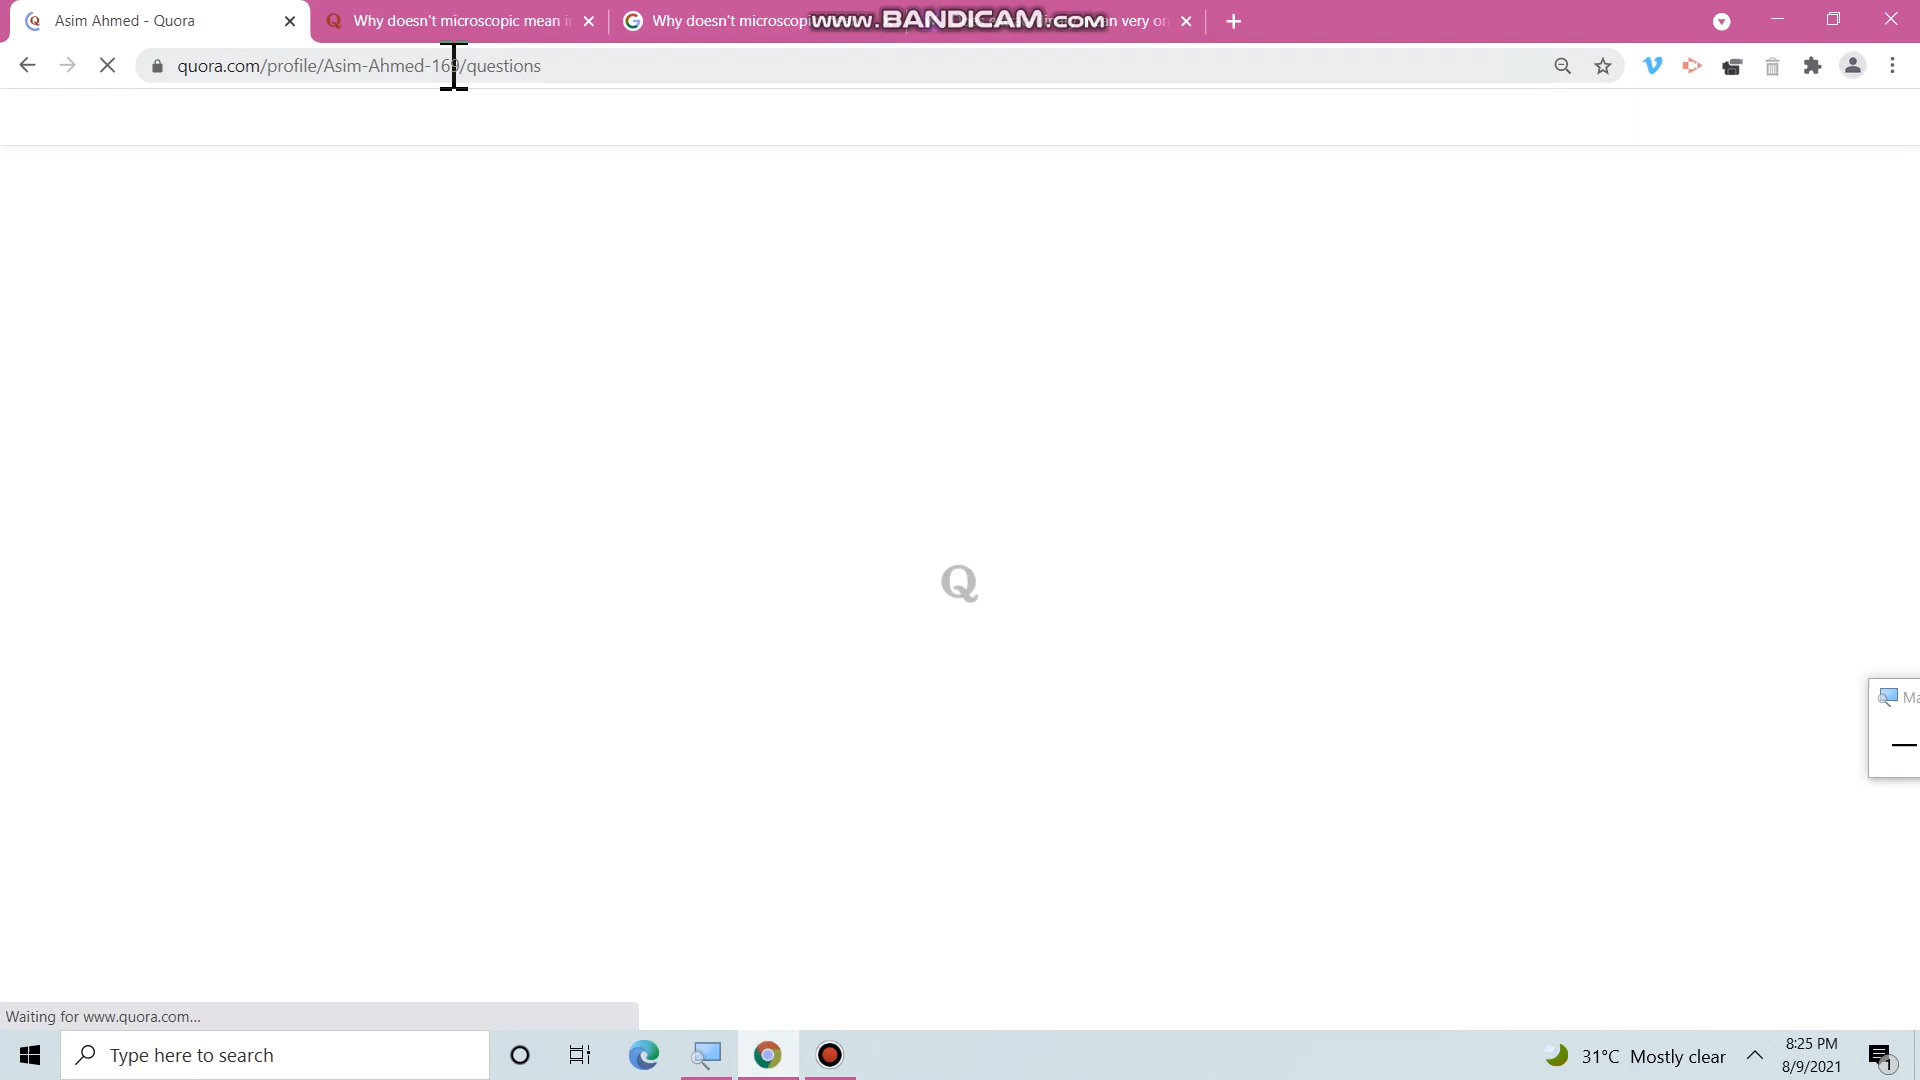 Asim Ahmed - Quora
Why doesn't microscopic mean i
Why doesn't microscopi
an very or
www.BANDICAM.com
quora.com/profile/Asim-Ahmed-169/questions
Q
Ma
Waiting for www.quora.com...
Type here to search
31°C Mostly clear
8:25 PM
8/9/2021
1